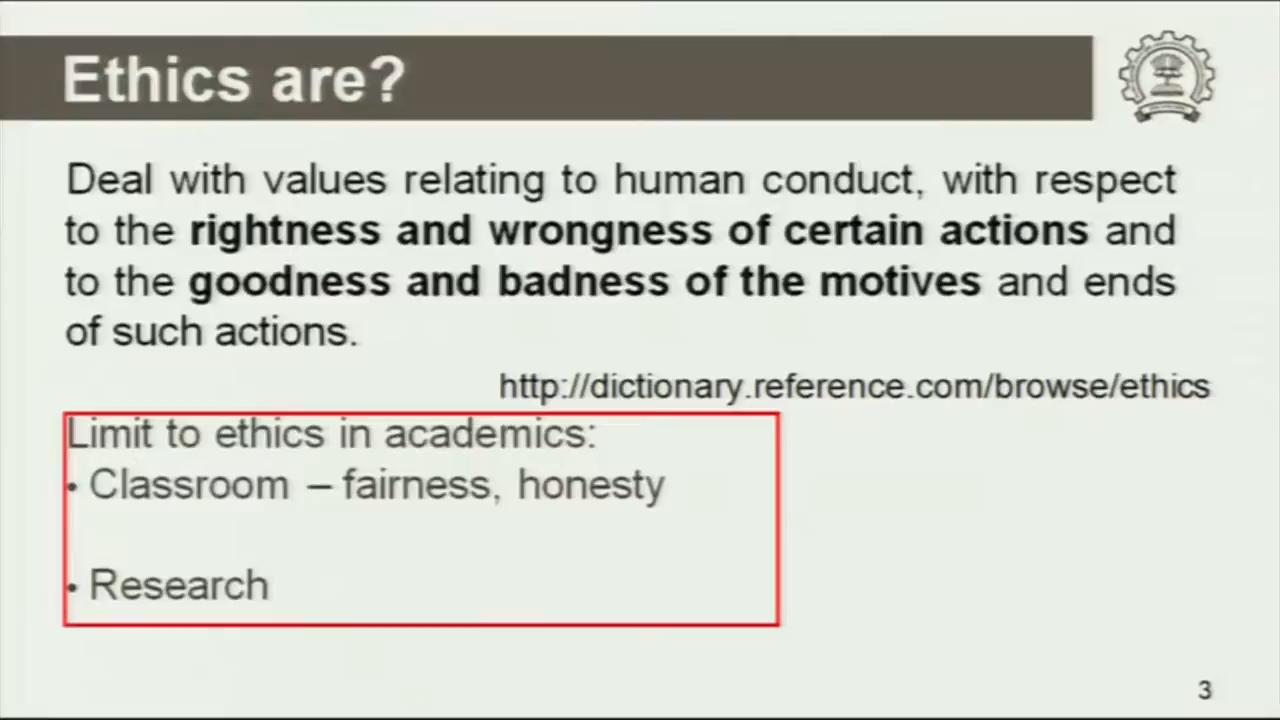 Ethics are?
Deal with values relating to human conduct, with respect
to the rightness and wrongness of certain actions and
to the goodness and badness of the motives and ends
of such actions.
http://dictionary.reference.com/browse/ethics
Limit to ethics in academics:
• Classroom – fairness, honesty
• Research
3